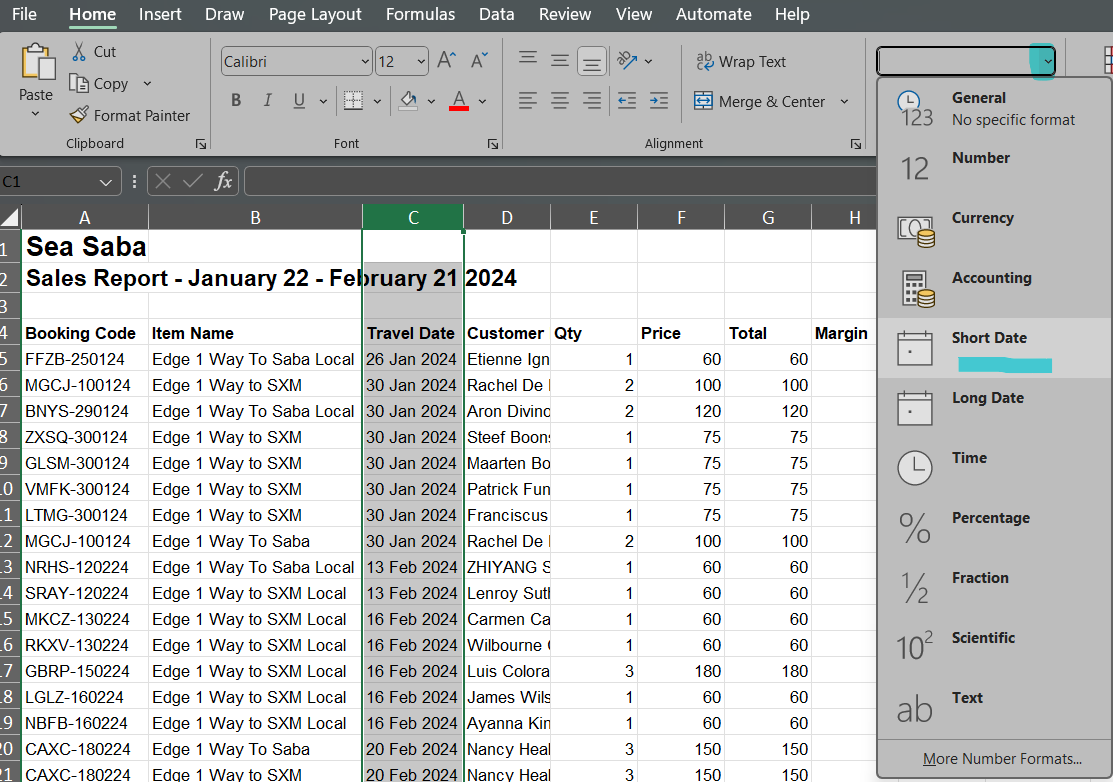 File Home Insert Draw Page Layout Formulas Data Review View Automate Help
Paste
Cut
Copy
Format Painter
Clipboard
Calibri 12
B I U
Font
Wrap Text
Merge & Center
Alignment
C1 fx
A B C D E F G H
1 Sea Saba
2 Sales Report - January 22 - February 21 2024
3
4 Booking Code Item Name Travel Date Customer Qty Price Total Margin
5 FFZB-250124 Edge 1 Way To Saba Local 26 Jan 2024 Etienne Ign 1 60 60
6 MGCJ-100124 Edge 1 Way to SXM 30 Jan 2024 Rachel De 2 100 100
7 BNYS-290124 Edge 1 Way To Saba Local 30 Jan 2024 Aron Divino 2 120 120
8 ZXSQ-300124 Edge 1 Way to SXM 30 Jan 2024 Steef Boons 1 75 75
9 GLSM-300124 Edge 1 Way to SXM 30 Jan 2024 Maarten Bo 1 75 75
10 VMFK-300124 Edge 1 Way to SXM 30 Jan 2024 Patrick Fun 1 75 75
11 LTMG-300124 Edge 1 Way to SXM 30 Jan 2024 Franciscus 1 75 75
12 MGCJ-100124 Edge 1 Way To Saba 30 Jan 2024 Rachel De 2 100 100
13 NRHS-120224 Edge 1 Way To Saba Local 13 Feb 2024 ZHIYANG S 1 60 60
14 SRAY-120224 Edge 1 Way to SXM Local 13 Feb 2024 Lenroy Suth 1 60 60
15 MKCZ-130224 Edge 1 Way to SXM Local 16 Feb 2024 Carmen Ca 1 60 60
16 RKXV-130224 Edge 1 Way to SXM Local 16 Feb 2024 Wilbourne 1 60 60
17 GBRP-150224 Edge 1 Way to SXM Local 16 Feb 2024 Luis Colora 3 180 180
18 LGLZ-160224 Edge 1 Way to SXM Local 16 Feb 2024 James Wils 1 60 60
19 NBFB-160224 Edge 1 Way to SXM Local 16 Feb 2024 Ayanna Kin 1 60 60
20 CAXC-180224 Edge 1 Way To Saba 20 Feb 2024 Nancy Heal 3 150 150
21 CAXC-180224 Edge 1 Way to SXM 20 Feb 2024 Nancy Heal 3 150 150
123 General
No specific format
12 Number
Currency
Accounting
Short Date
Long Date
Time
% Percentage
½ Fraction
10² Scientific
ab Text
More Number Formats...